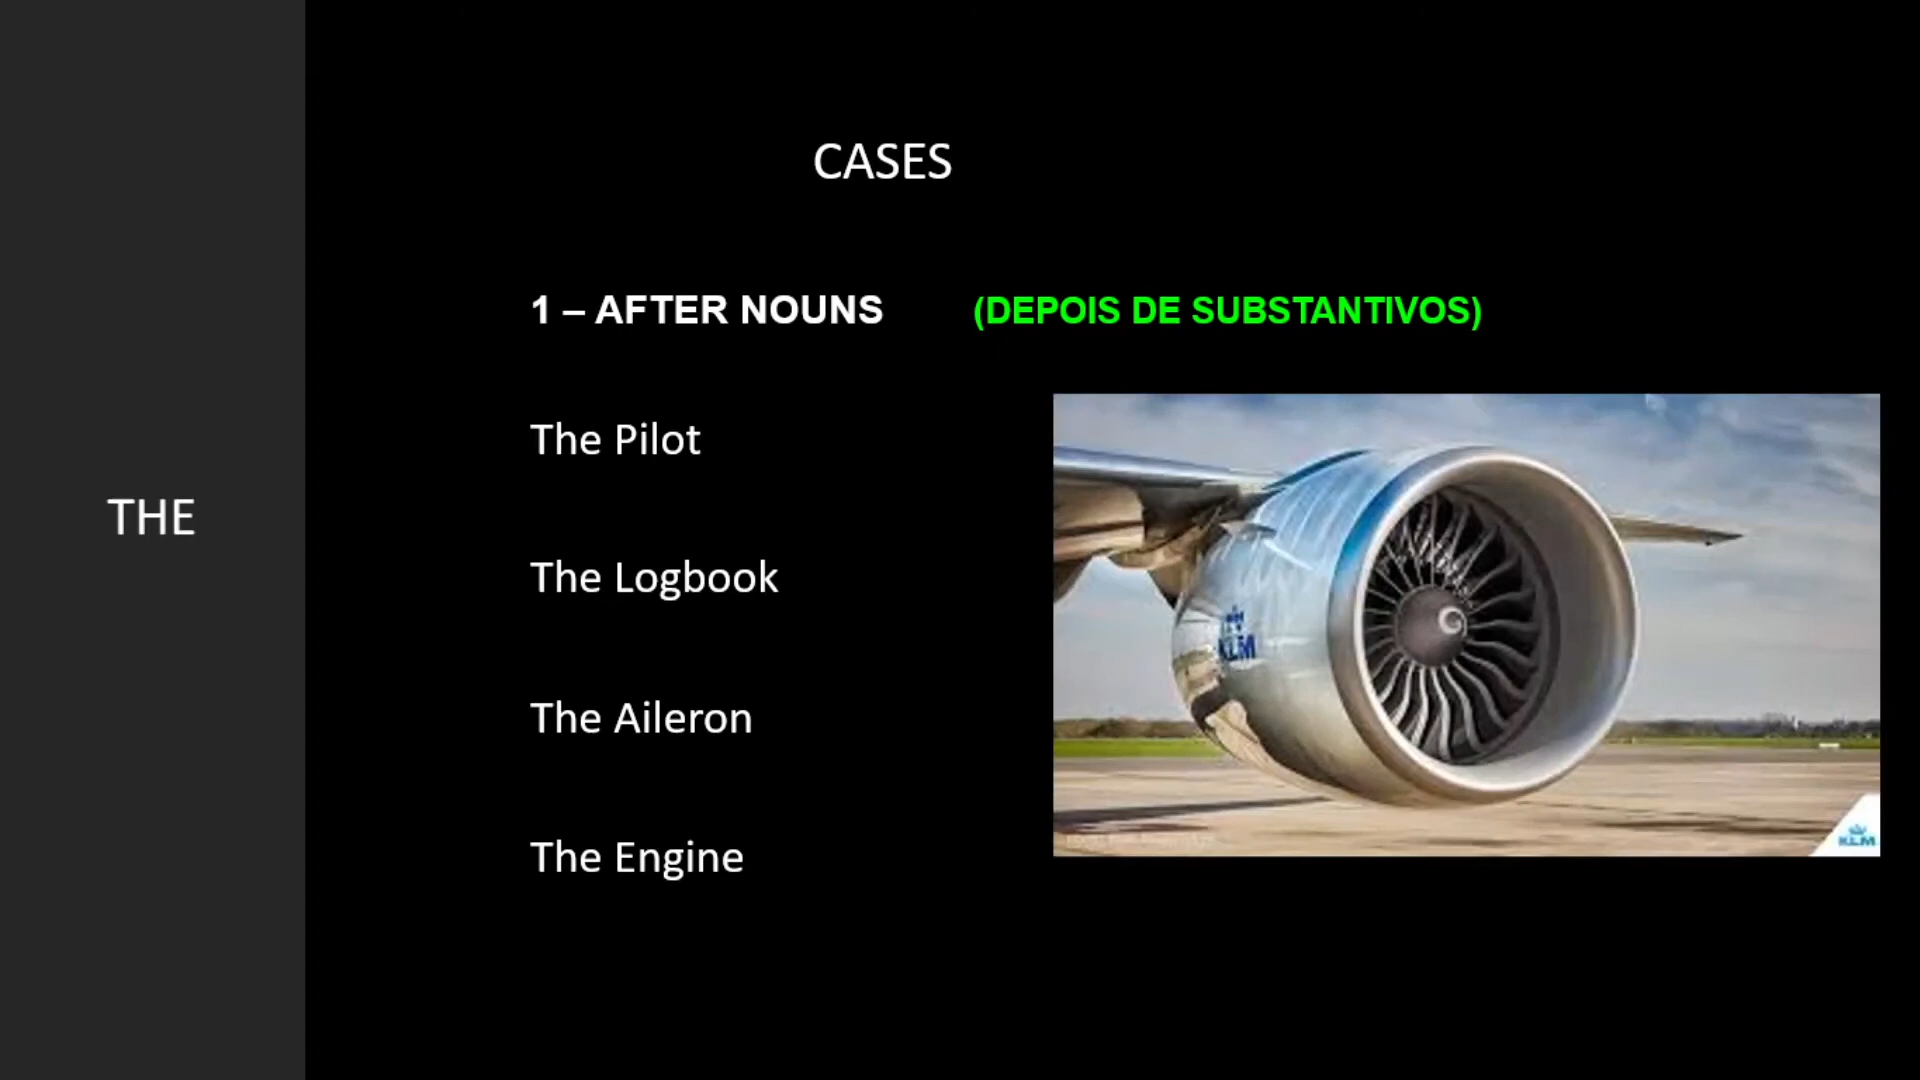 CASES
1 – AFTER NOUNS (DEPOIS DE SUBSTANTIVOS)
The Pilot
THE
The Logbook
The Aileron
The Engine
KLM
KLM